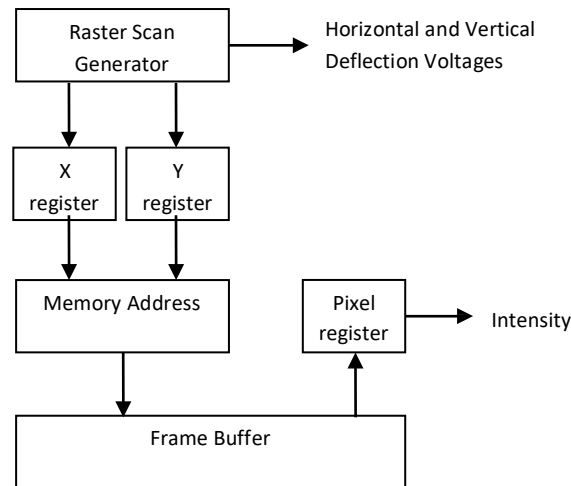 Raster Scan
Generator
Horizontal and Vertical
Deflection Voltages
X
register
Y
register
Memory Address
Pixel
register
Intensity
Frame Buffer